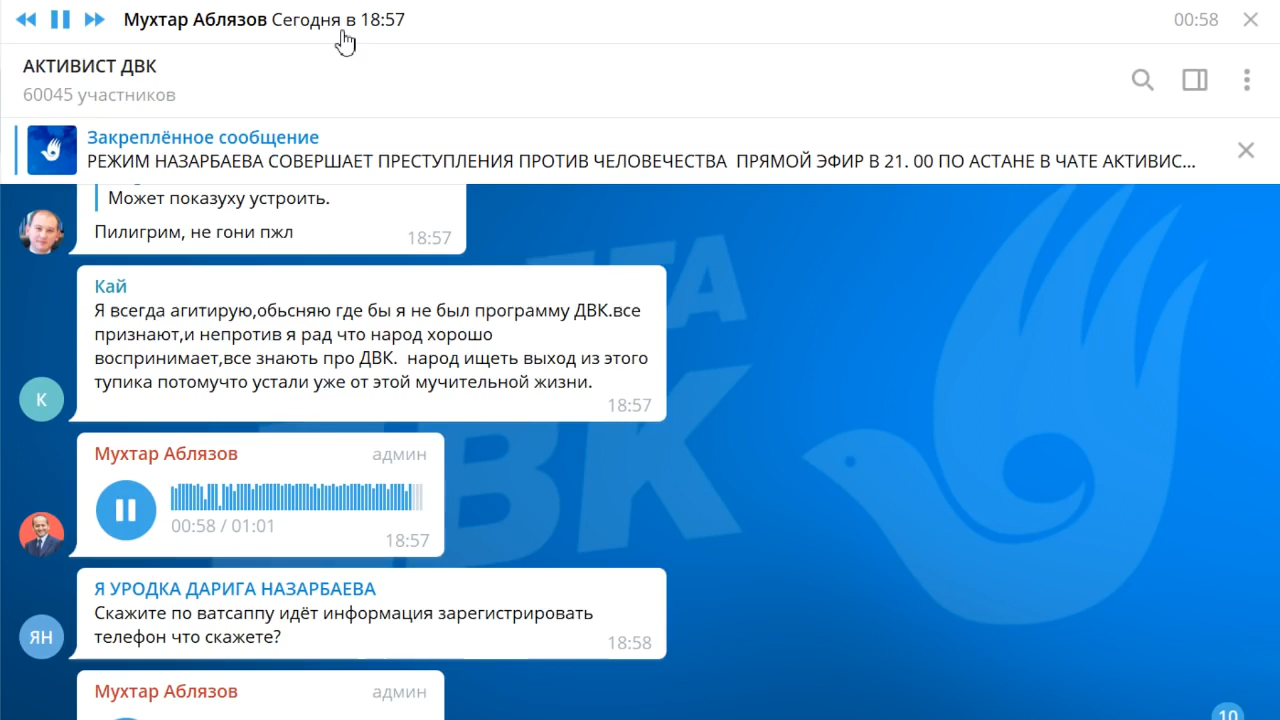 Мухтар Аблязов Сегодня в 18:57
00:58
АКТИВИСТ ДВК
60045 участников
Закреплённое сообщение
РЕЖИМ НАЗАРБАЕВА СОВЕРШАЕТ ПРЕСТУПЛЕНИЯ ПРОТИВ ЧЕЛОВЕЧЕСТВА ПРЯМОЙ ЭФИР В 21. 00 ПО АСТАНЕ В ЧАТЕ АКТИВИС...
Может показуху устроить.
Пилигрим, не гони пжл
18:57
Кай
Я всегда агитирую,обьсняю где бы я не был программу ДВК.все
признают,и непротив я рад что народ хорошо
воспринимает,все знають про ДВК. народ ищеть выход из этого
тупика потомучто устали уже от этой мучительной жизни.
18:57
К
Мухтар Аблязов админ
00:58 / 01:01
18:57
Я УРОДКА ДАРИГА НАЗАРБАЕВА
Скажите по ватсаппу идёт информация зарегистрировать
телефон что скажете?
18:58
ЯН
Мухтар Аблязов админ
10
ДВК